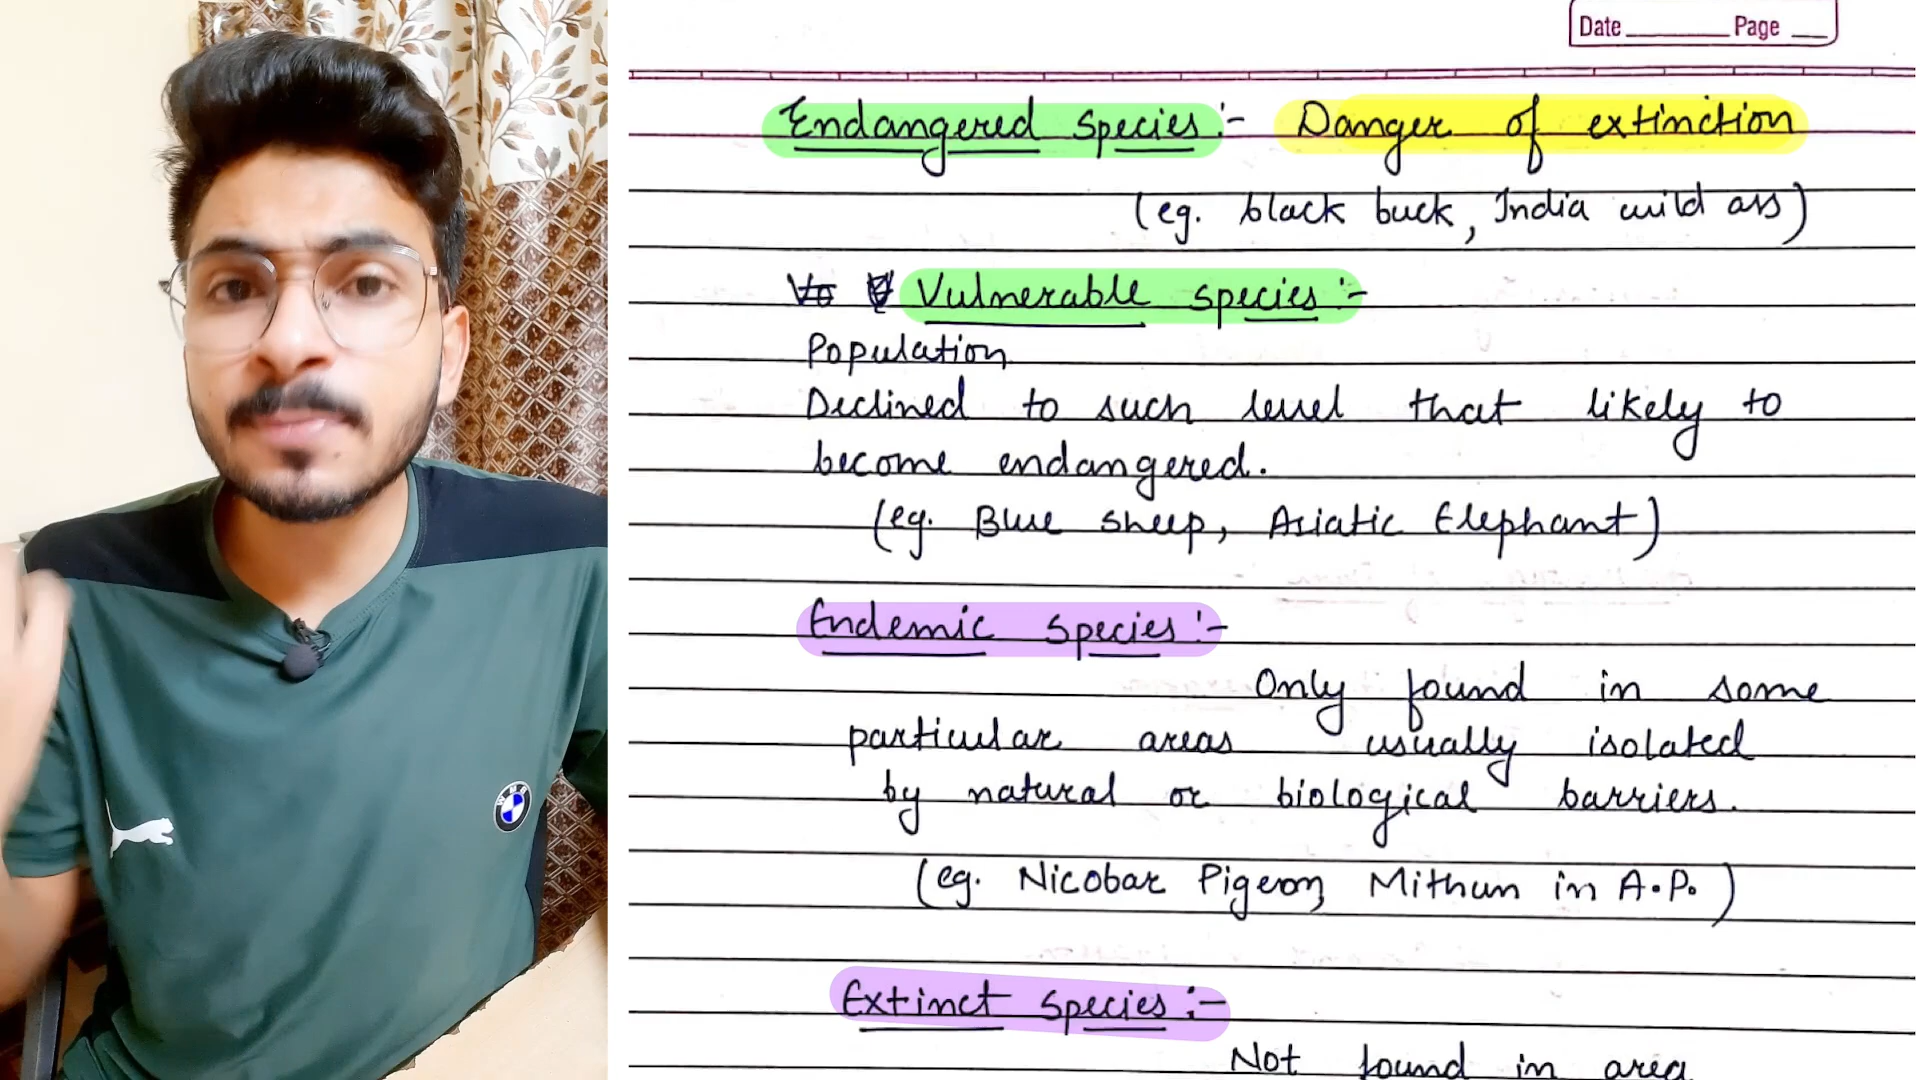 Date Page
Endangered species:- Danger of extinction
(eg. black buck, India wild ass)
Vulnerable species:-
Population
Declined to such level that likely to
become endangered.
(eg. Blue sheep, Asiatic Elephant)
Endemic species:-
Only found in some
particular areas usually isolated
by natural or biological barriers.
(eg. Nicobar Pigeon, Mithun in A.P.)
Extinct species:-
Not found in area
BMW